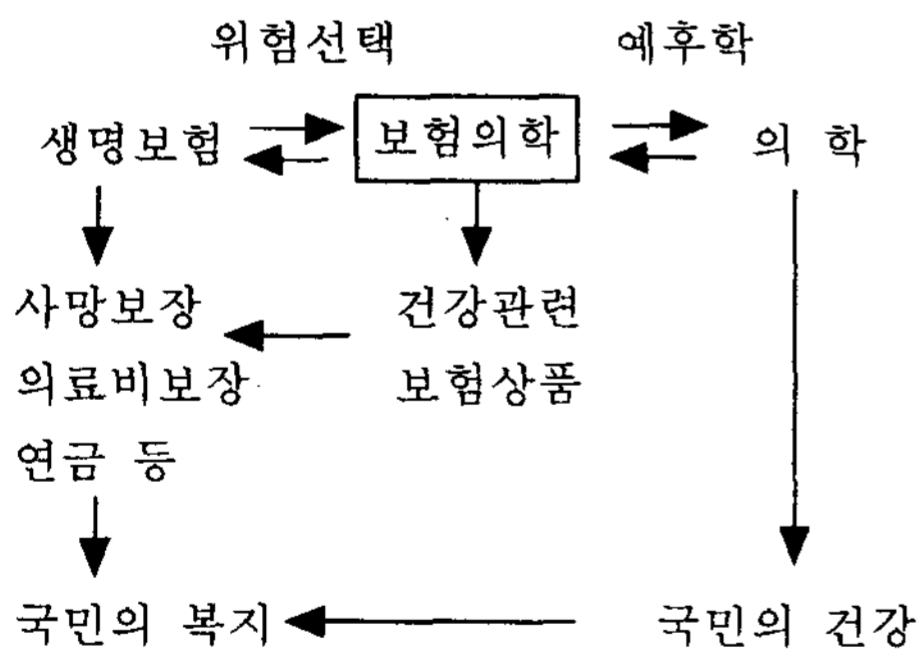 위험선택 예후학
생명보험 보험의학 의 학
사망보장 건강관련
의료비보장 보험상품
연금 등
국민의 복지 국민의 건강